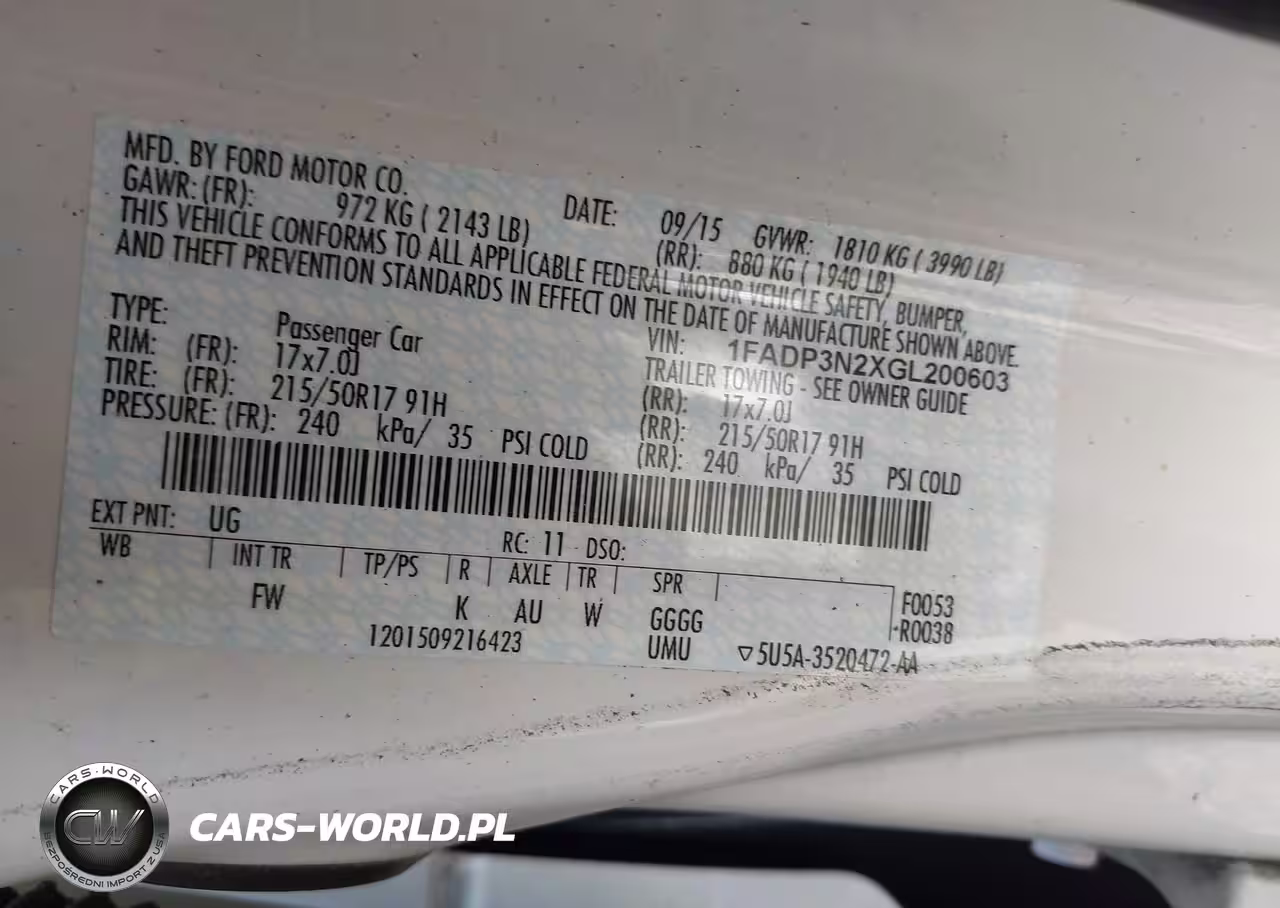 MFD. BY FORD MOTOR CO.
DATE: 09/15 GVWR: 1810 KG ( 3990 LB)
GAWR: (FR): 972 KG ( 2143 LB) (RR): 880 KG ( 1940 LB)
THIS VEHICLE CONFORMS TO ALL APPLICABLE FEDERAL MOTOR VEHICLE SAFETY, BUMPER,
AND THEFT PREVENTION STANDARDS IN EFFECT ON THE DATE OF MANUFACTURE SHOWN ABOVE.
VIN: 1FADP3N2XGL200603
TYPE: Passenger Car TRAILER TOWING - SEE OWNER GUIDE
RIM: (FR): 17x7.0J (RR): 17x7.0J
TIRE: (FR): 215/50R17 91H (RR): 215/50R17 91H
PRESSURE: (FR): 240 kPa/ 35 PSI COLD (RR): 240 kPa/ 35 PSI COLD
EXT PNT: UG RC: 11 DSO:
WB INT TR TP/PS R AXLE TR SPR F0053
FW K AU W GGGG R0038
1201509216423 UMU ▽5U5A-3520472-AA
CARS-WORLD
CW
BEZPOŚREDNI IMPORT Z USA
CARS-WORLD.PL